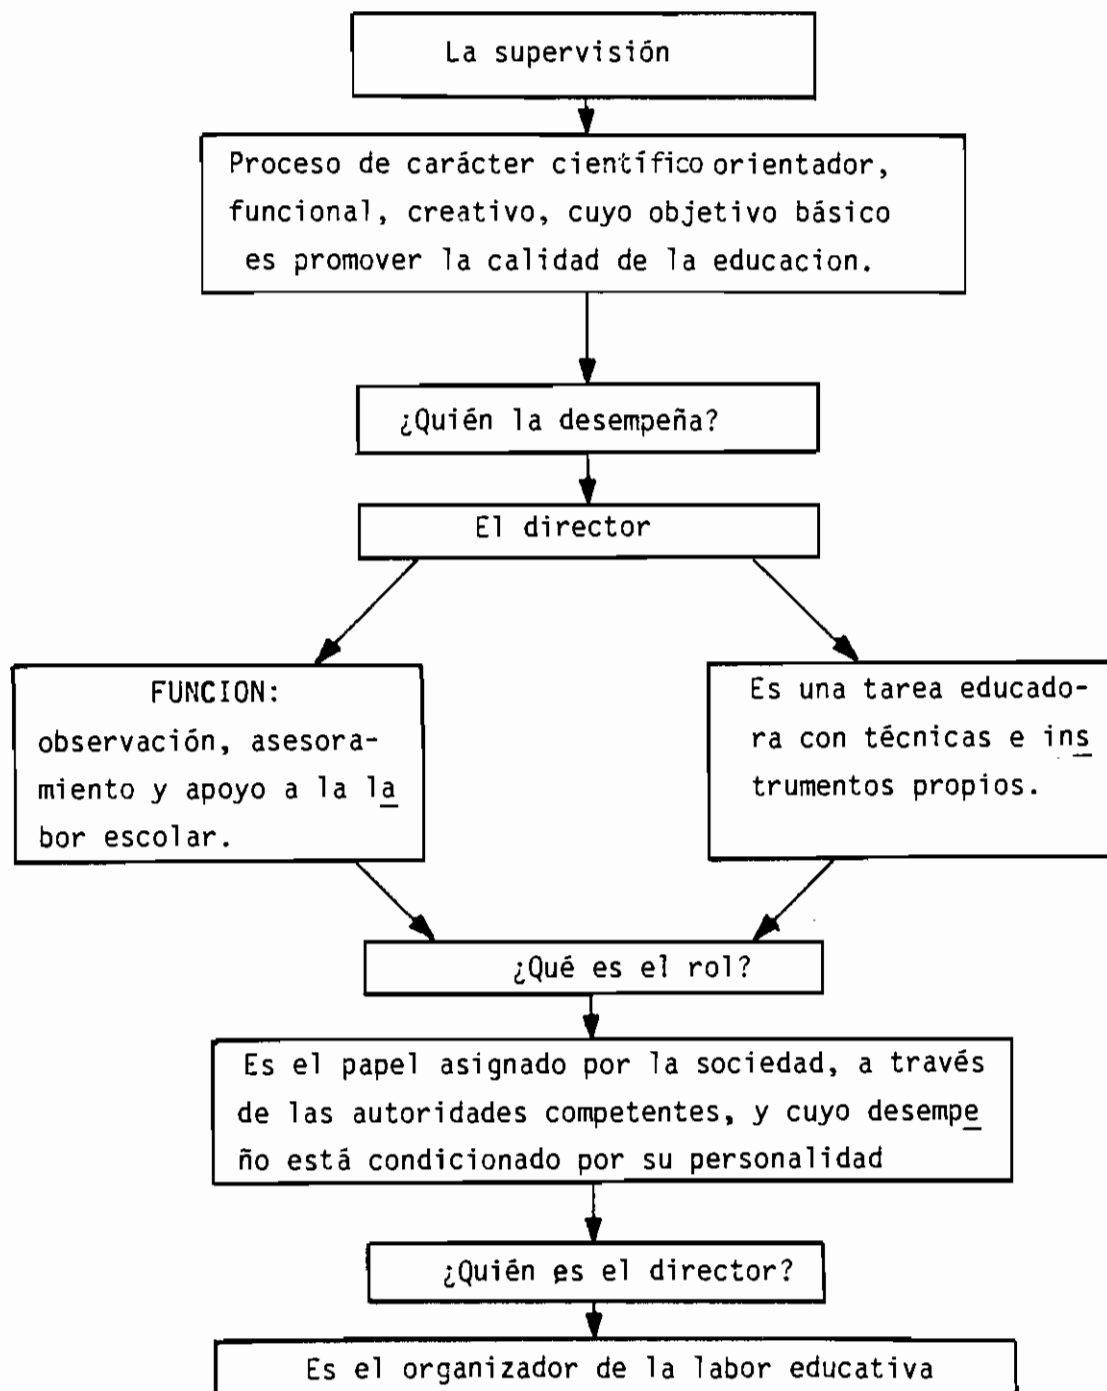 La supervisión
Proceso de carácter científico orientador,
funcional, creativo, cuyo objetivo básico
es promover la calidad de la educacion.
¿Quién la desempeña?
El director
FUNCION:
observación, asesora-
miento y apoyo a la la
bor escolar.
Es una tarea educado-
ra con técnicas e ins
trumentos propios.
¿Qué es el rol?
Es el papel asignado por la sociedad, a través
de las autoridades competentes, y cuyo desempe
ño está condicionado por su personalidad
¿Quién es el director?
Es el organizador de la labor educativa